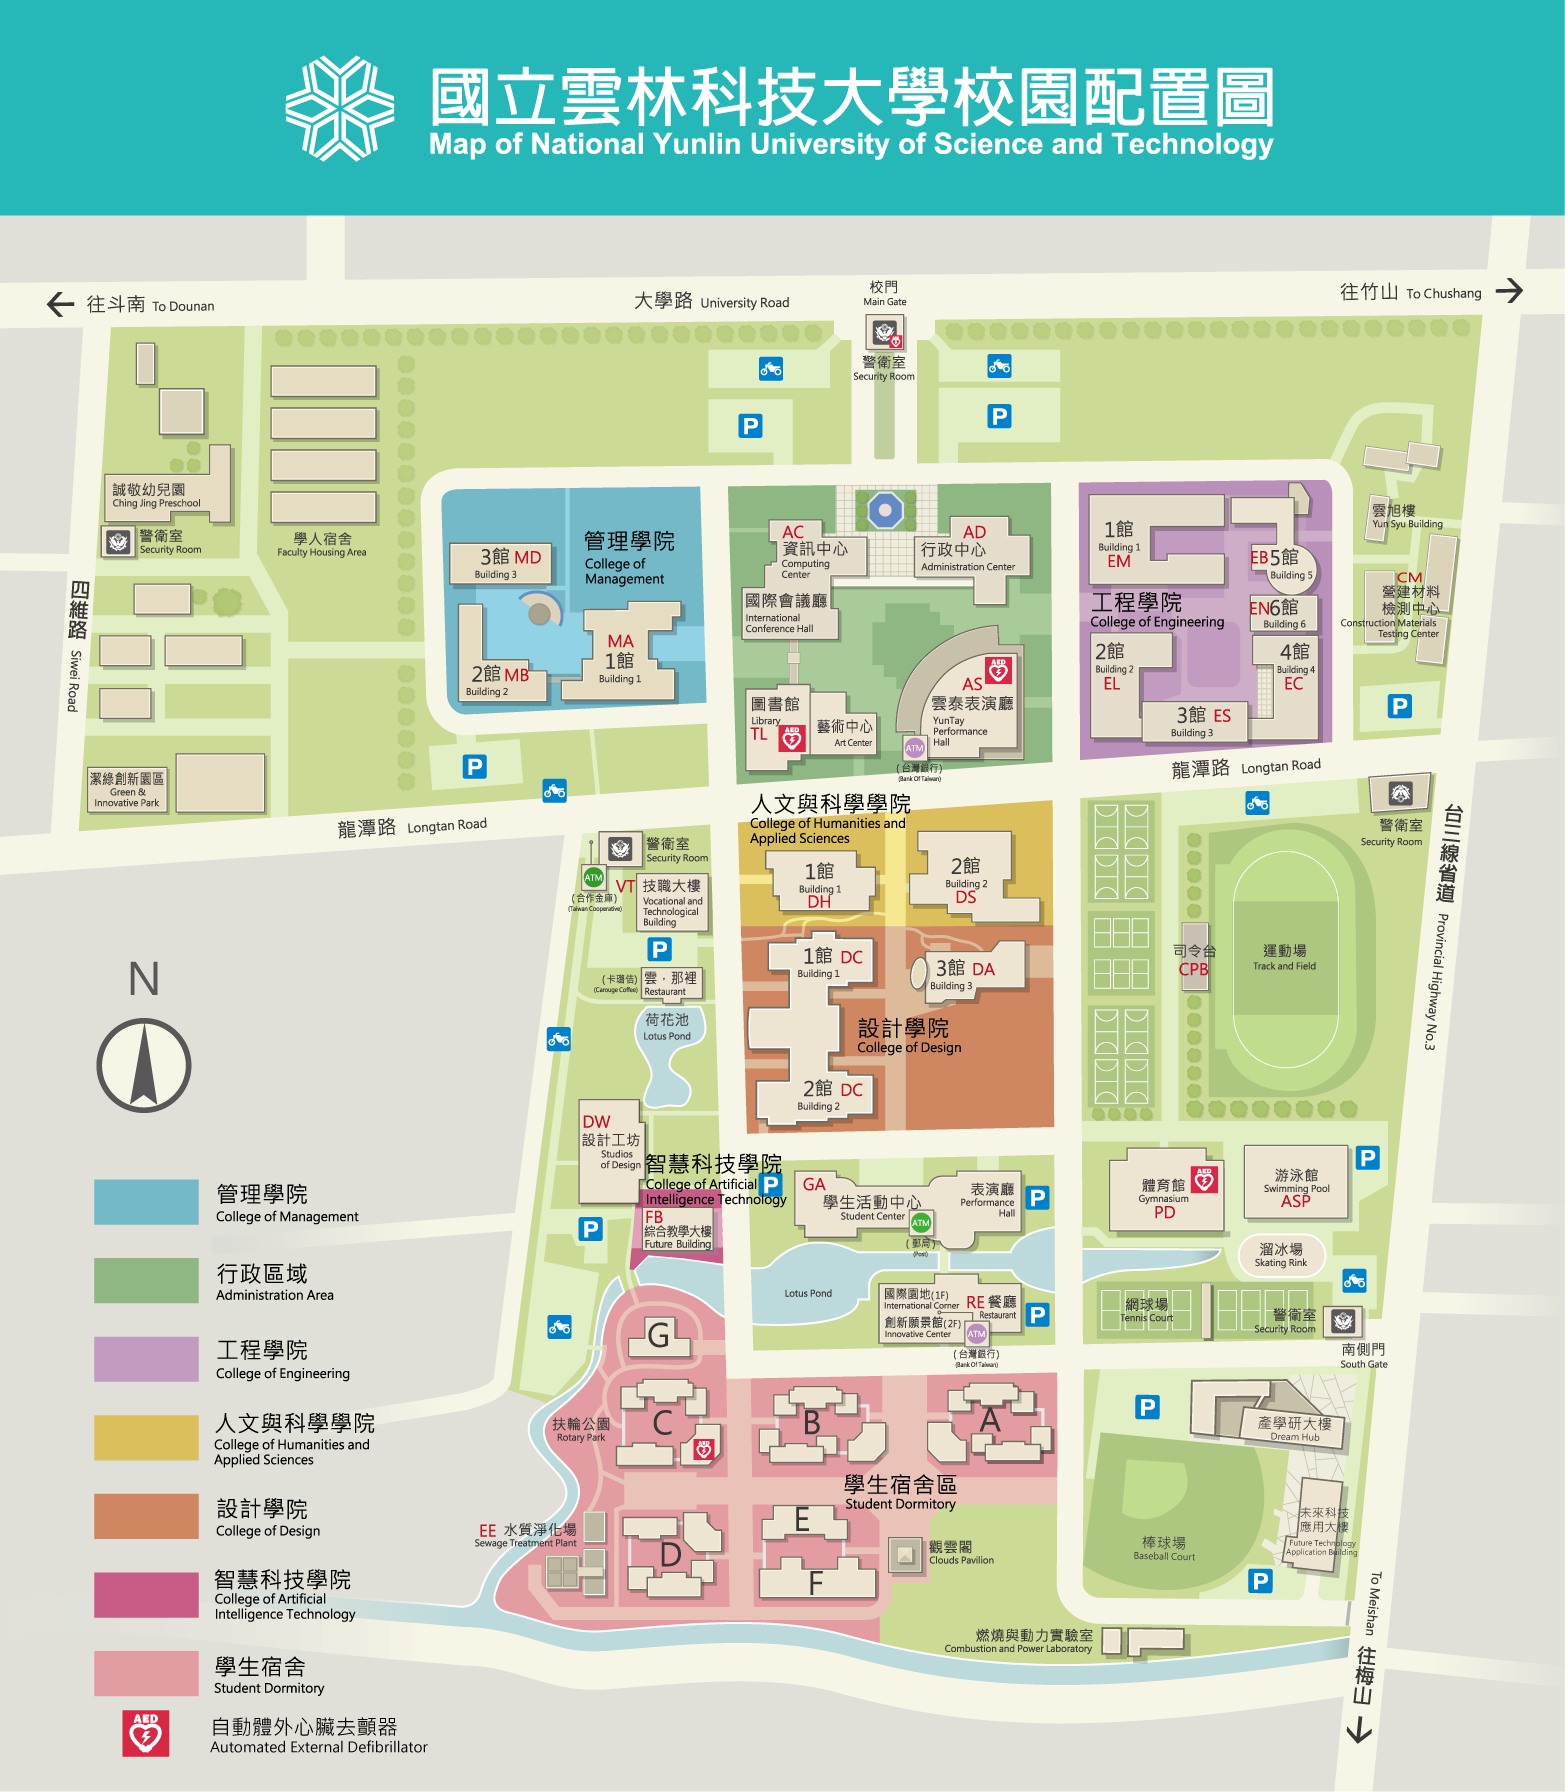 國立雲林科技大學校園配置圖
Map of National Yunlin University of Science and Technology
往斗南 To Dounan
大學路 University Road
校門
Main Gate
往竹山 To Chushang
警衛室
Security Room
P
P
誠敬幼兒園
Ching Jing Preschool
警衛室
Security Room
學人宿舍
Faculty Housing Area
四維路 Siwei Road
3館 MD
Building 3
管理學院
College of
Management
MA
1館
Building 1
2館 MB
Building 2
AC
資訊中心
Computing
Center
AD
行政中心
Administration Center
國際會議廳
International
Conference Hall
圖書館
Library
TL
AED
藝術中心
Art Center
AED
AS
雲泰表演廳
YunTay
Performance
Hall
ATM
(台灣銀行)
(Bank Of Taiwan)
1館
Building 1
EM
EB 5館
Building 5
工程學院
College of Engineering
EN 6館
Building 6
2館
Building 2
EL
4館
Building 4
EC
3館 ES
Building 3
雲旭樓
Yun Syu Building
CM
營建材料
檢測中心
Construction Materials
Testing Center
P
潔綠創新園區
Green &
Innovative Park
P
龍潭路 Longtan Road
龍潭路 Longtan Road
警衛室
Security Room
台三線省道 Provincial Highway No.3
警衛室
Security Room
ATM
(合作金庫)
(Taiwan Cooperative)
VT 技職大樓
Vocational and
Technological
Building
P
(卡璐佶)
(Carouge Coffee)
雲．那裡
Restaurant
荷花池
Lotus Pond
人文與科學學院
College of Humanities and
Applied Sciences
1館
Building 1
DH
2館
Building 2
DS
1館 DC
Building 1
3館 DA
Building 3
設計學院
College of Design
2館 DC
Building 2
司令台
CPB
運動場
Track and Field
N
DW
設計工坊
Studios
of Design
智慧科技學院
College of Artificial
Intelligence Technology
FB
綜合教學大樓
Future Building
P
P
GA
學生活動中心
Student Center
ATM
(郵局)
(Post)
表演廳
Performance
Hall
P
Lotus Pond
國際園地(1F)
International Corner
創新願景館(2F)
Innovative Center
RE 餐廳
Restaurant
ATM
(台灣銀行)
(Bank Of Taiwan)
P
體育館
Gymnasium
PD
AED
游泳館
Swimming Pool
ASP
P
溜冰場
Skating Rink
網球場
Tennis Court
警衛室
Security Room
南側門
South Gate
G
扶輪公園
Rotary Park
C
AED
B
A
學生宿舍區
Student Dormitory
EE 水質淨化場
Sewage Treatment Plant
D
E
F
觀雲閣
Clouds Pavilion
P
產學研大樓
Dream Hub
棒球場
Baseball Court
未來科技
應用大樓
Future Technology
Application Building
P
燃燒與動力實驗室
Combustion and Power Laboratory
To Meishan 往梅山
管理學院
College of Management
行政區域
Administration Area
工程學院
College of Engineering
人文與科學學院
College of Humanities and
Applied Sciences
設計學院
College of Design
智慧科技學院
College of Artificial
Intelligence Technology
學生宿舍
Student Dormitory
AED
自動體外心臟去顫器
Automated External Defibrillator